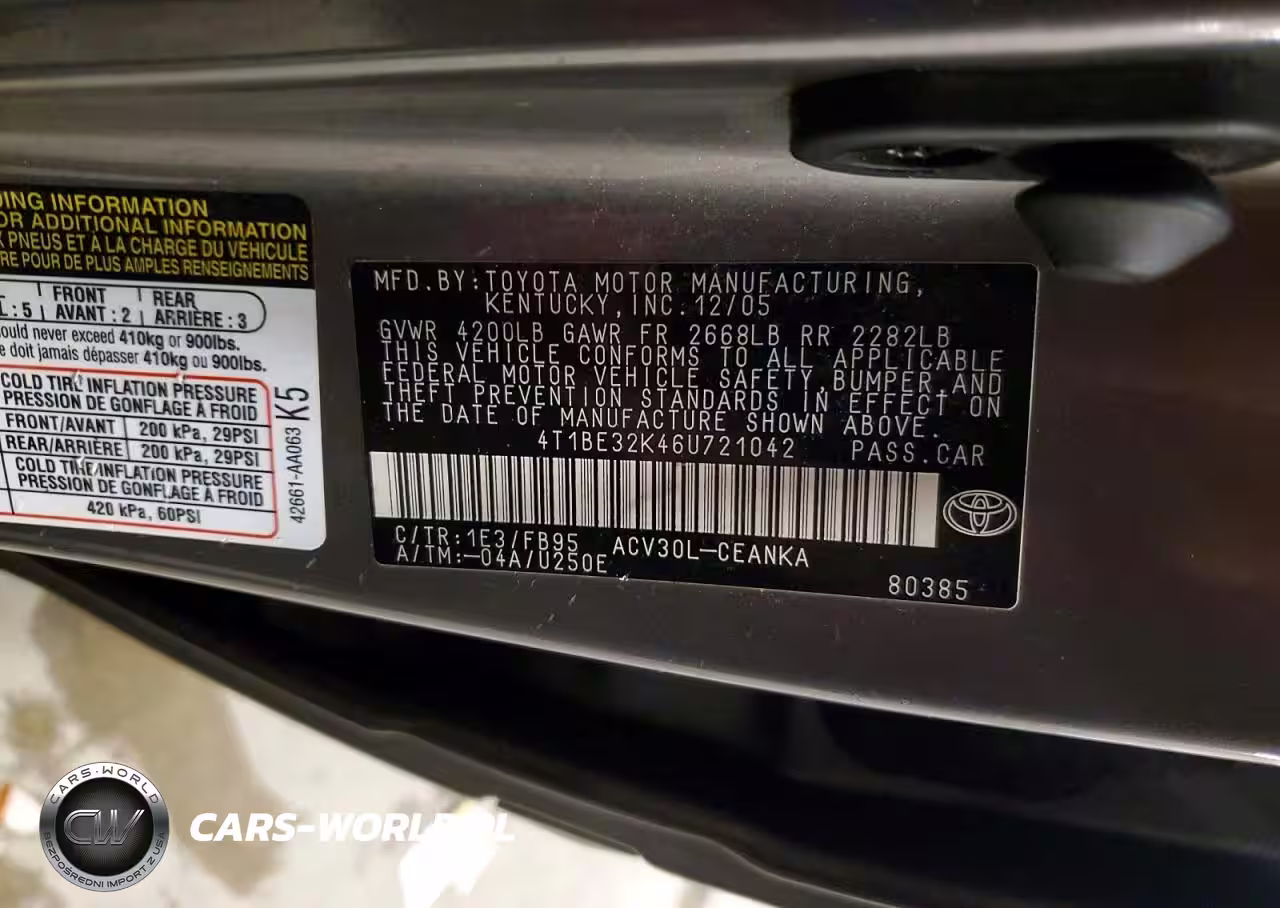 DING INFORMATION
OR ADDITIONAL INFORMATION
X PNEUS ET À LA CHARGE DU VÉHICULE
RE POUR DE PLUS AMPLES RENSEIGNEMENTS
L : 5 FRONT AVANT : 2 REAR ARRIÈRE : 3
ould never exceed 410kg or 900lbs.
e doit jamais dépasser 410kg ou 900lbs.
COLD TIRE INFLATION PRESSURE
PRESSION DE GONFLAGE À FROID
FRONT/AVANT 200 kPa, 29PSI
REAR/ARRIÈRE 200 kPa, 29PSI
COLD TIRE INFLATION PRESSURE
PRESSION DE GONFLAGE À FROID
420 kPa, 60PSI
42661-AA063 K5
MFD.BY:TOYOTA MOTOR MANUFACTURING,
KENTUCKY,INC.12/05
GVWR 4200LB GAWR FR 2668LB RR 2282LB
THIS VEHICLE CONFORMS TO ALL APPLICABLE
FEDERAL MOTOR VEHICLE SAFETY,BUMPER,AND
THEFT PREVENTION STANDARDS IN EFFECT ON
THE DATE OF MANUFACTURE SHOWN ABOVE.
4T1BE32K46U721042 PASS.CAR
C/TR:1E3/FB95 ACV30L-CEANKA
A/TM:-04A/U250E
80385
CARS-WORLD
CW
BEZPOŚREDNI IMPORT Z USA
CARS-WORLD.PL